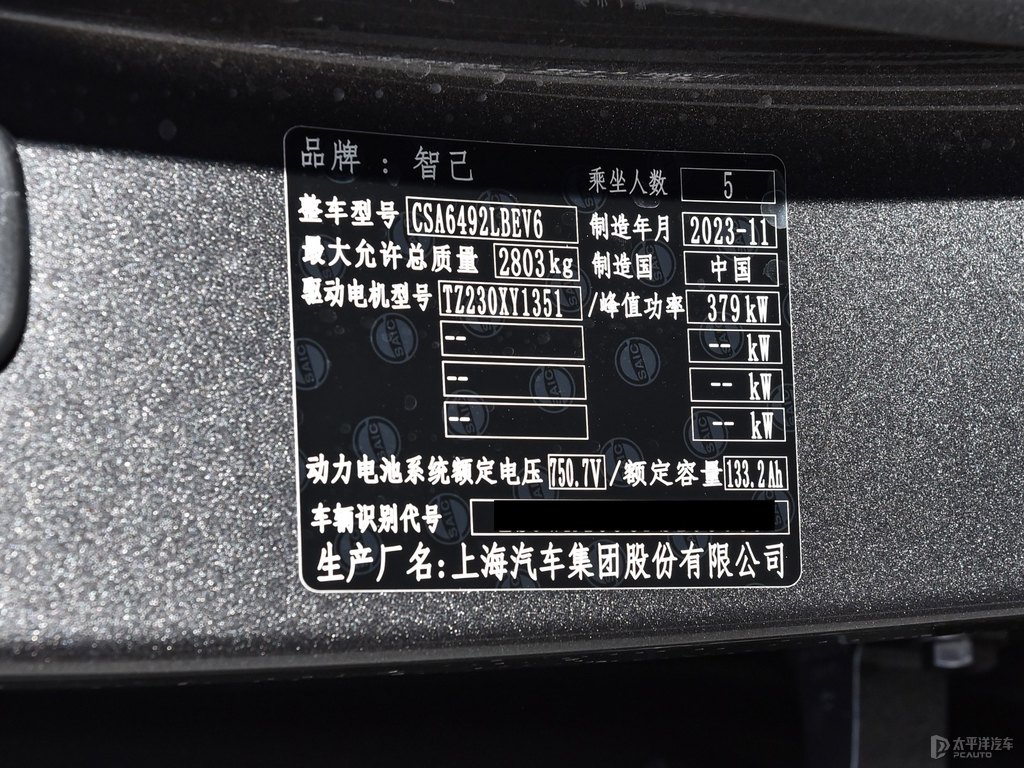 品牌：智己
乘坐人数 5
整车型号 CSA6492LBEV6 制造年月 2023-11
最大允许总质量 2803kg 制造国 中国
驱动电机型号 TZ230XY1351 /峰值功率 379kW
-- -- kW
-- -- kW
-- -- kW
动力电池系统额定电压 750.7V /额定容量 133.2Ah
车辆识别代号
生产厂名:上海汽车集团股份有限公司
SAIC
太平洋汽车
PCAUTO